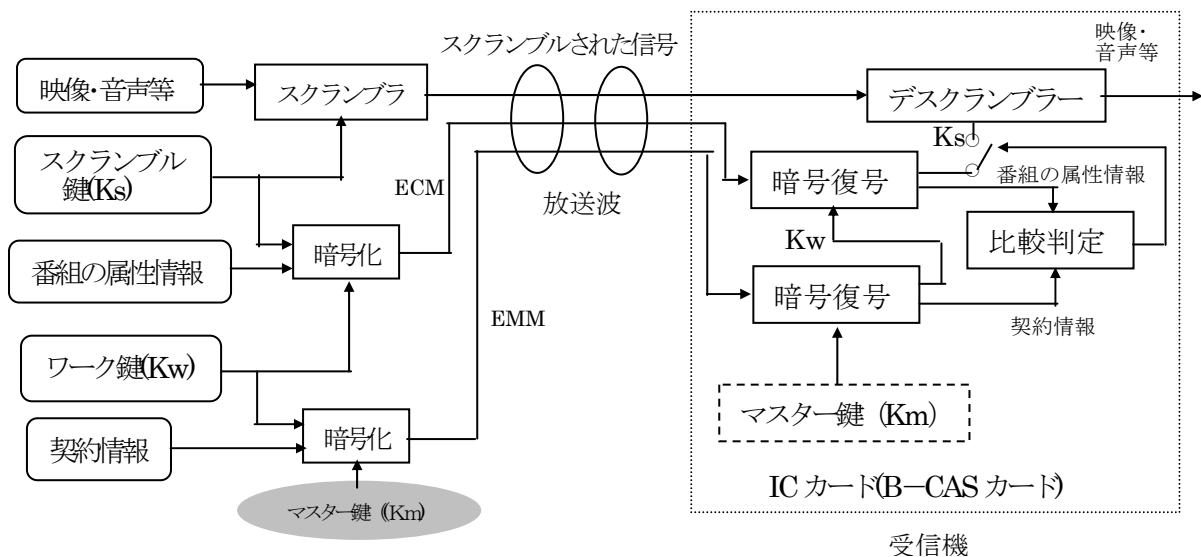 スクランブルされた信号
映像・
音声等
映像・音声等
スクランブラ
デスクランブラー
Ks
スクランブル
鍵(Ks)
ECM
放送波
暗号復号
番組の属性情報
Kw
比較判定
番組の属性情報
暗号化
暗号復号
EMM
契約情報
ワーク鍵(Kw)
マスター鍵 (Km)
契約情報
暗号化
ICカード(B-CASカード)
マスター鍵 ((Km)
受信機